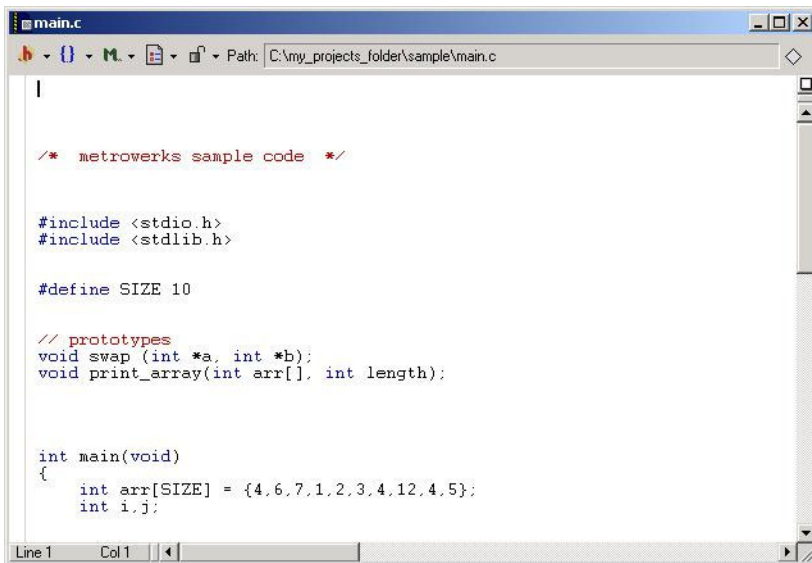 main.c
.h {} M. Path: C:\my_projects_folder\sample\main.c
/*  metrowerks sample code  */
#include <stdio.h>
#include <stdlib.h>
#define SIZE 10
// prototypes
void swap (int *a, int *b);
void print_array(int arr[], int length);
int main(void)
{
    int arr[SIZE] = {4,6,7,1,2,3,4,12,4,5};
    int i,j;
Line 1 Col 1